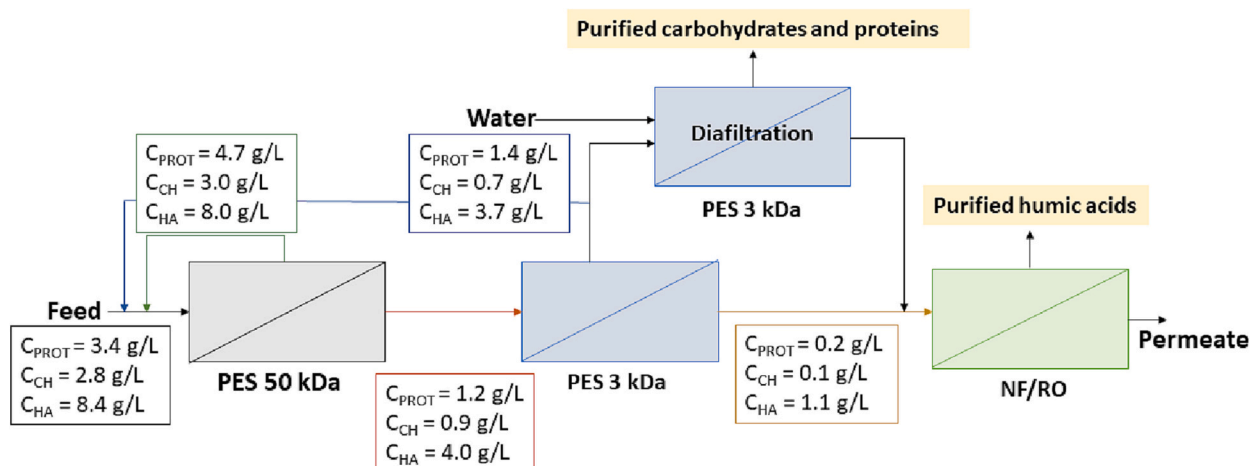 Purified carbohydrates and proteins
Water
Diafiltration
C_PROT = 4.7 g/L
C_CH = 3.0 g/L
C_HA = 8.0 g/L
C_PROT = 1.4 g/L
C_CH = 0.7 g/L
C_HA = 3.7 g/L
PES 3 kDa
Purified humic acids
Feed
C_PROT = 3.4 g/L
C_CH = 2.8 g/L
C_HA = 8.4 g/L
PES 50 kDa
C_PROT = 1.2 g/L
C_CH = 0.9 g/L
C_HA = 4.0 g/L
PES 3 kDa
C_PROT = 0.2 g/L
C_CH = 0.1 g/L
C_HA = 1.1 g/L
NF/RO
Permeate